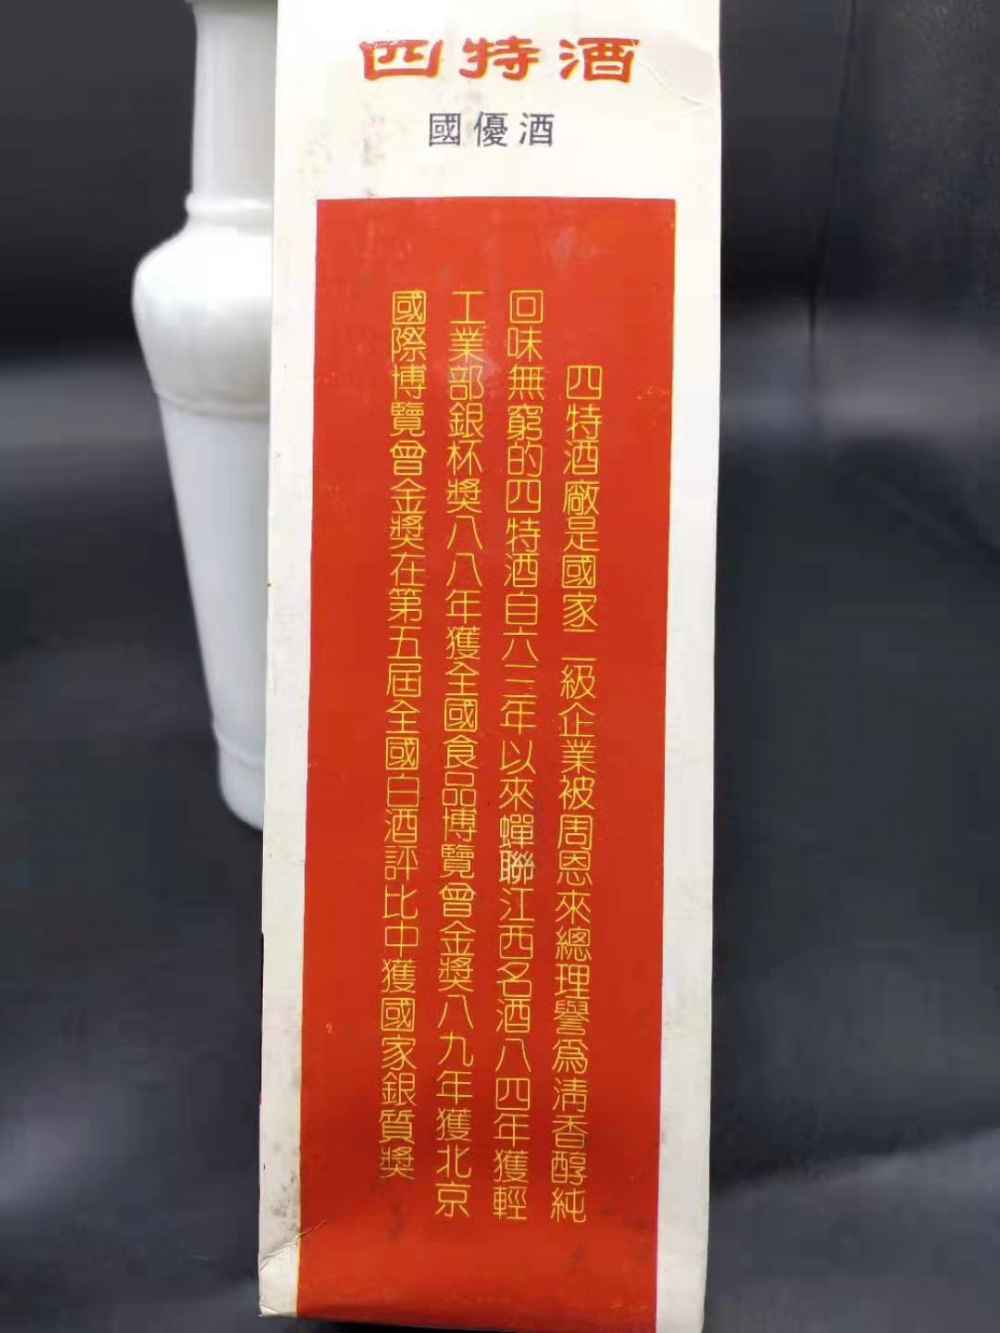 四特酒
國優酒
四特酒廠是國家二級企業被周恩來總理譽為清香醇純
回味無窮的四特酒自六三年以來蟬聯江西名酒八四年獲輕
工業部銀杯獎八八年獲全國食品博覽會金獎八九年獲北京
國際博覽會金獎在第五屆全國白酒評比中獲國家銀質獎